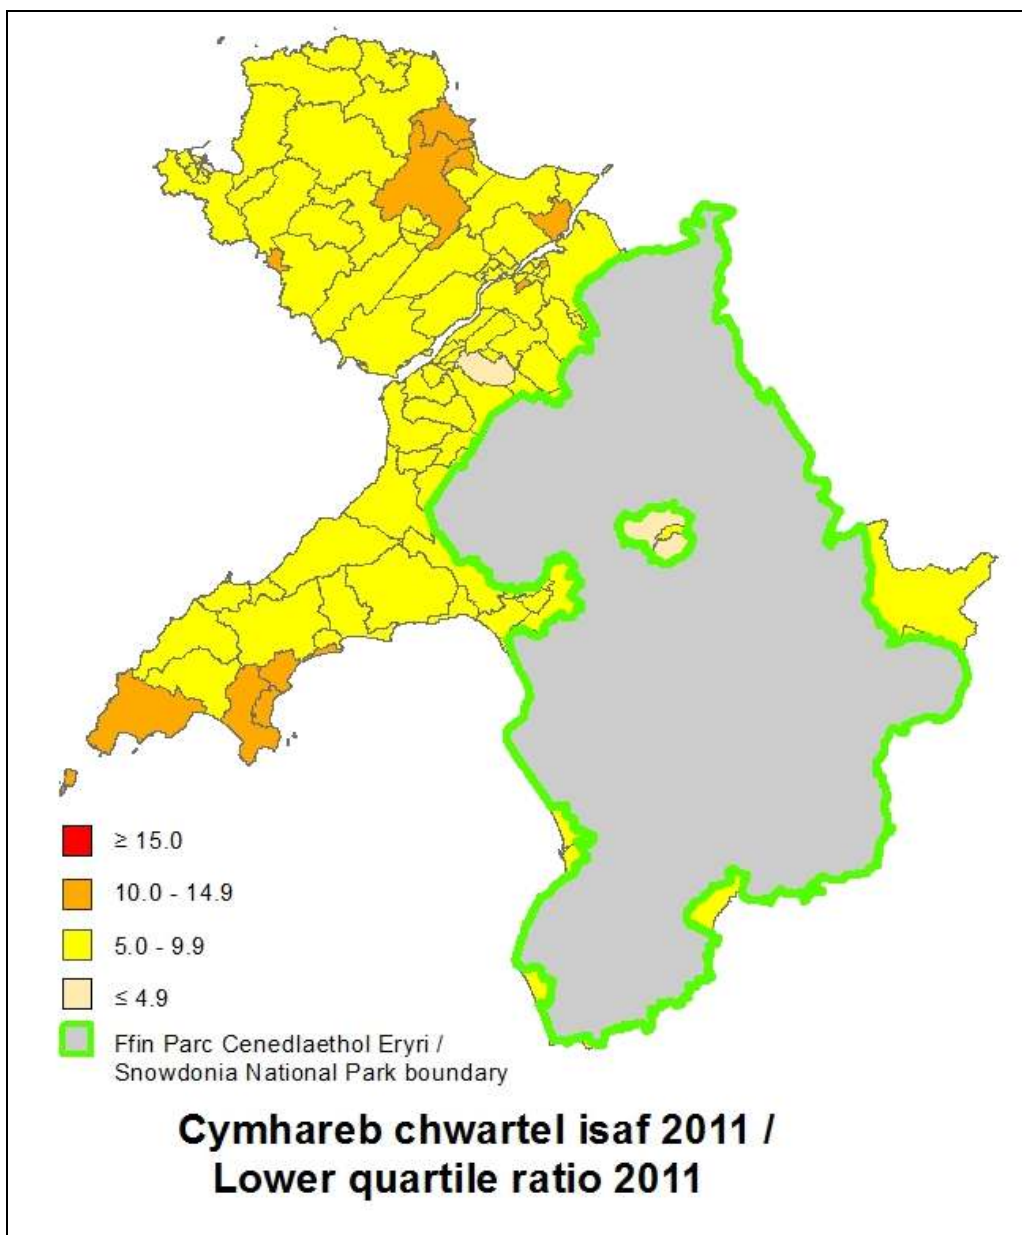 ≥ 15.0
10.0 - 14.9
5.0 - 9.9
≤ 4.9
Ffin Parc Cenedlaethol Eryri /
Snowdonia National Park boundary
Cymhareb chwartel isaf 2011 /
Lower quartile ratio 2011